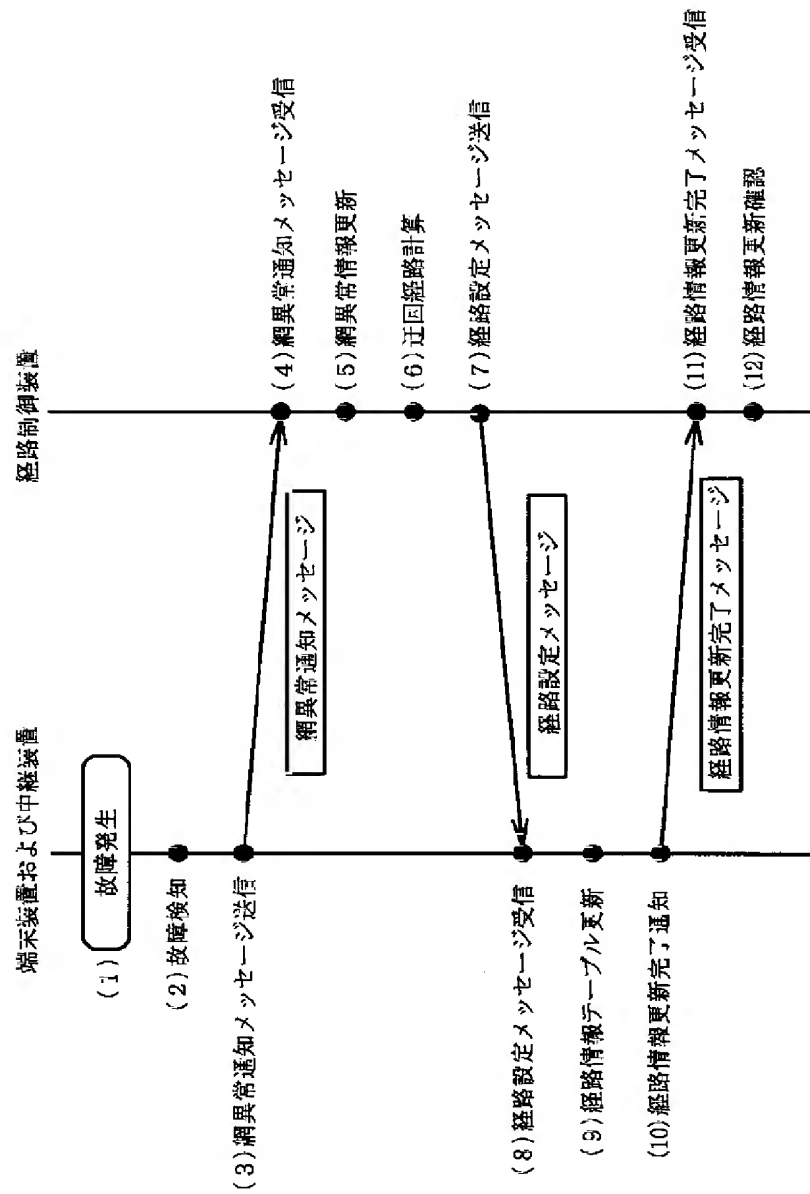 端末装置および中継装置
経路制御装置
(1)
故障発生
(2)故障検知
(3)網異常通知メッセージ送信
網異常通知メッセージ
(4)網異常通知メッセージ受信
(5)網異常情報更新
(6)迂回経路計算
(7)経路設定メッセージ送信
経路設定メッセージ
(8)経路設定メッセージ受信
(9)経路情報テーブル更新
(10)経路情報更新完了通知
経路情報更新完了メッセージ
(11)経路情報更新完了メッセージ受信
(12)経路情報更新確認